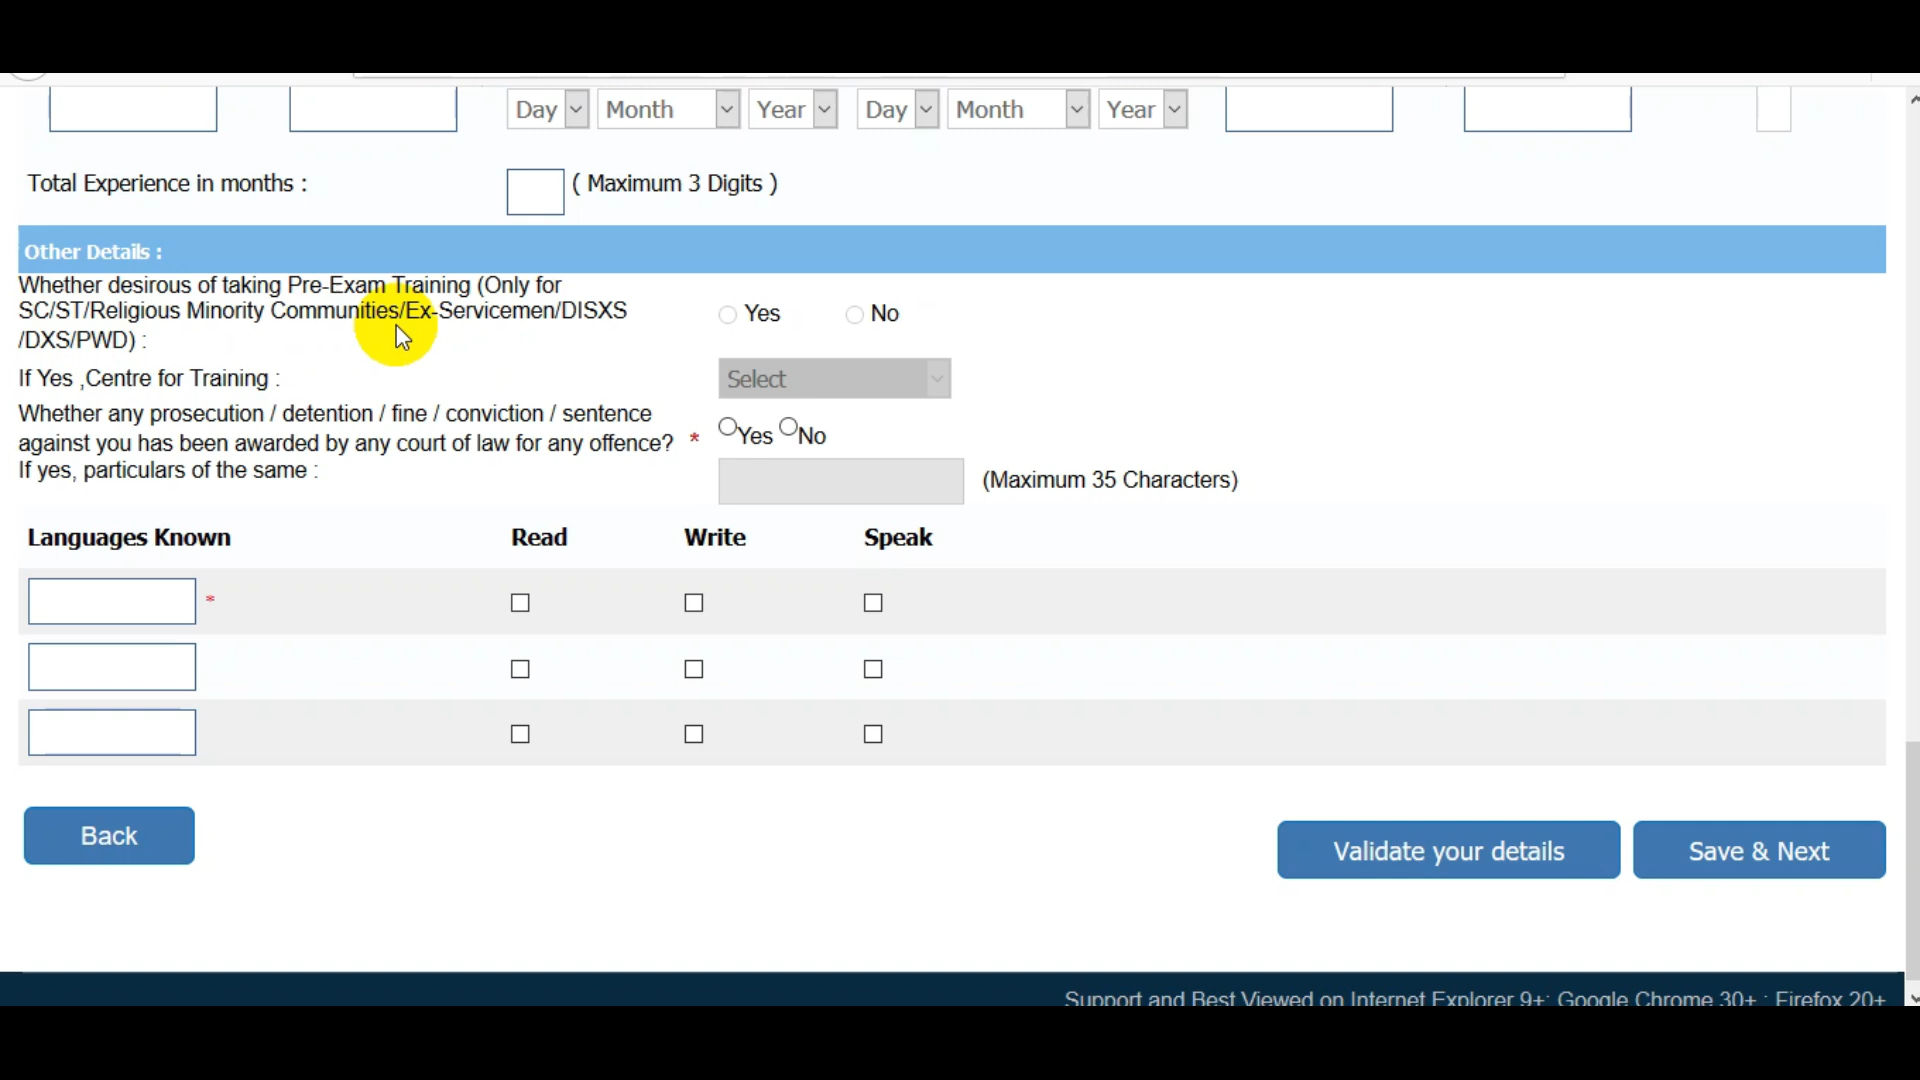 Day Month Year Day Month Year
Total Experience in months : ( Maximum 3 Digits )
Other Details :
Whether desirous of taking Pre-Exam Training (Only for
SC/ST/Religious Minority Communities/Ex-Servicemen/DISXS
/DXS/PWD) :
Yes No
If Yes ,Centre for Training :
Select
Whether any prosecution / detention / fine / conviction / sentence
against you has been awarded by any court of law for any offence? *
Yes No
If yes, particulars of the same :
(Maximum 35 Characters)
Languages Known Read Write Speak
*
Back
Validate your details
Save & Next
Support and Best Viewed on Internet Explorer 9+; Google Chrome 30+ ; Firefox 20+